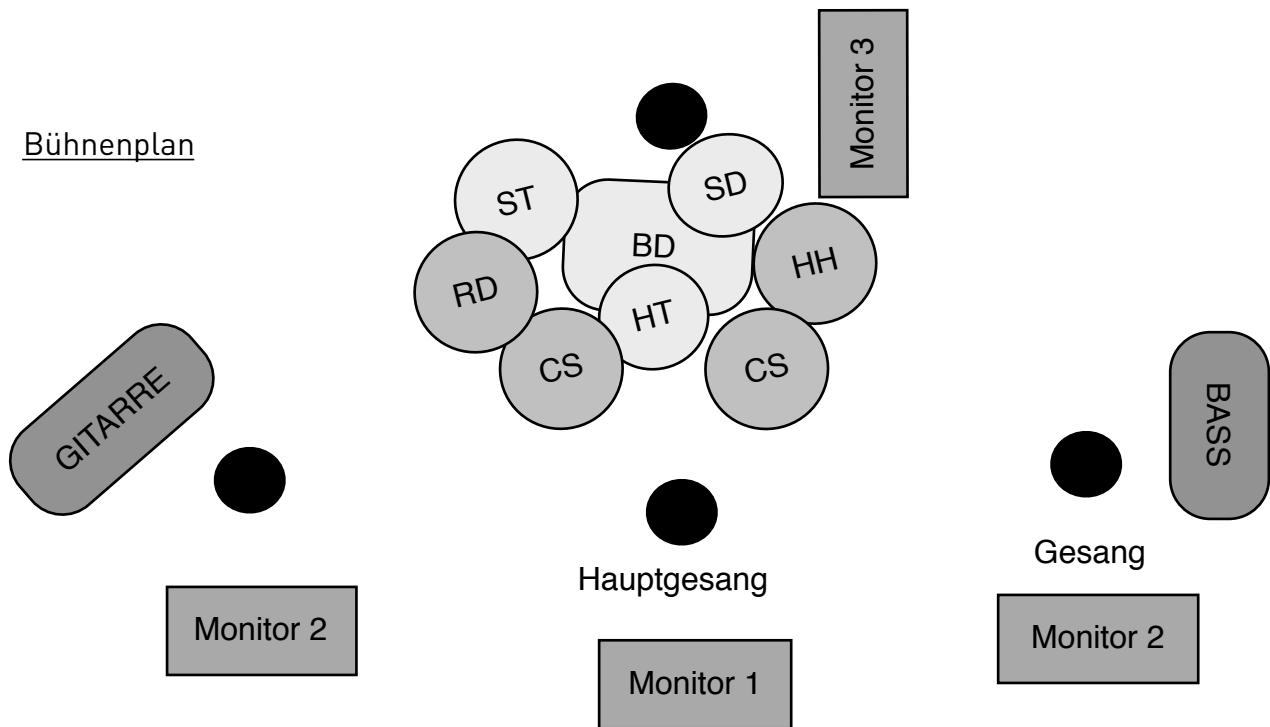 Monitor 3
Bühnenplan
ST
SD
BD
HH
RD
HT
CS
CS
GITARRE
BASS
Gesang
Hauptgesang
Monitor 2
Monitor 2
Monitor 1